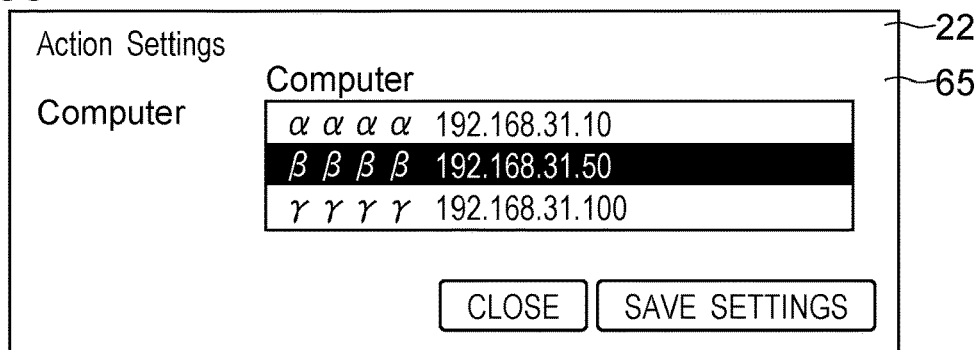 Action Settings
22
Computer
65
Computer
α α α α 192.168.31.10
β β β β 192.168.31.50
γ γ γ γ 192.168.31.100
CLOSE SAVE SETTINGS